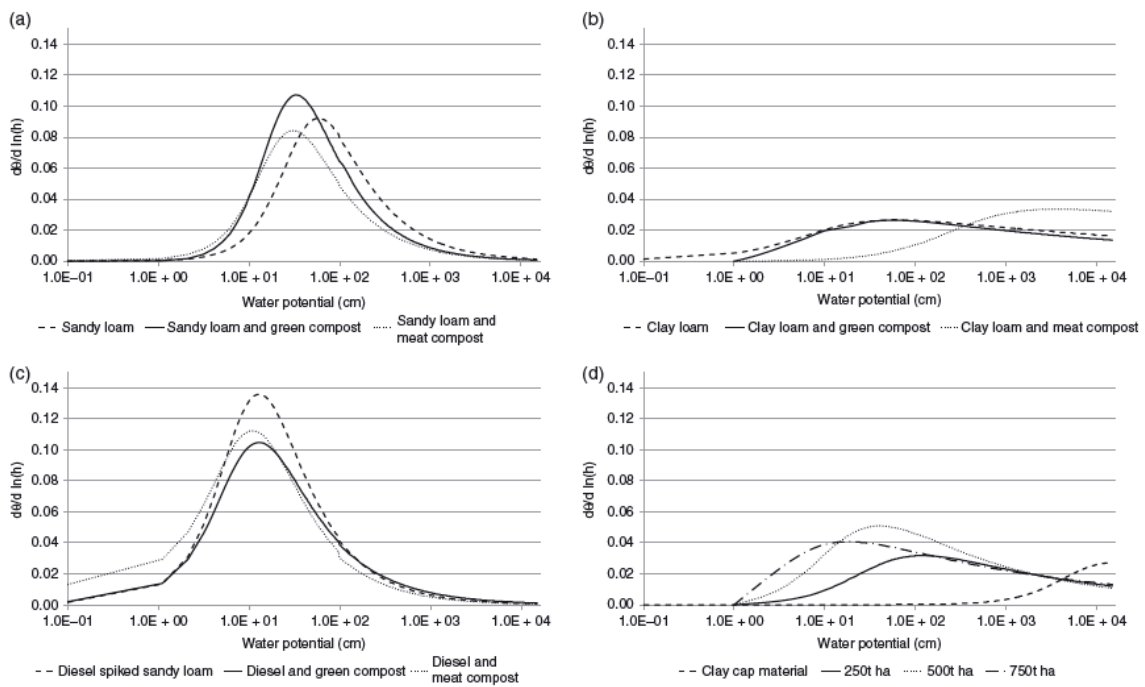 (a)
0.14
0.12
0.10
0.08
0.06
0.04
0.02
0.00
dθ/d ln(h)
1.0E–01 1.0E + 00 1.0E + 01 1.0E + 02 1.0E + 03 1.0E + 04
Water potential (cm)
Sandy loam Sandy loam and green compost Sandy loam and
meat compost
(b)
0.14
0.12
0.10
0.08
0.06
0.04
0.02
0.00
dθ/d ln(h)
1.0E–01 1.0E + 00 1.0E + 01 1.0E + 02 1.0E + 03 1.0E + 04
Water potential (cm)
Clay loam Clay loam and green compost Clay loam and meat compost
(c)
0.14
0.12
0.10
0.08
0.06
0.04
0.02
0.00
dθ/d ln(h)
1.0E–01 1.0E + 00 1.0E + 01 1.0E + 02 1.0E + 03 1.0E + 04
Water potential (cm)
Diesel spiked sandy loam Diesel and green compost Diesel and
meat compost
(d)
0.14
0.12
0.10
0.08
0.06
0.04
0.02
0.00
dθ/d ln(h)
1.0E–01 1.0E + 00 1.0E + 01 1.0E + 02 1.0E + 03 1.0E + 04
Water potential (cm)
Clay cap material 250t ha 500t ha 750t ha